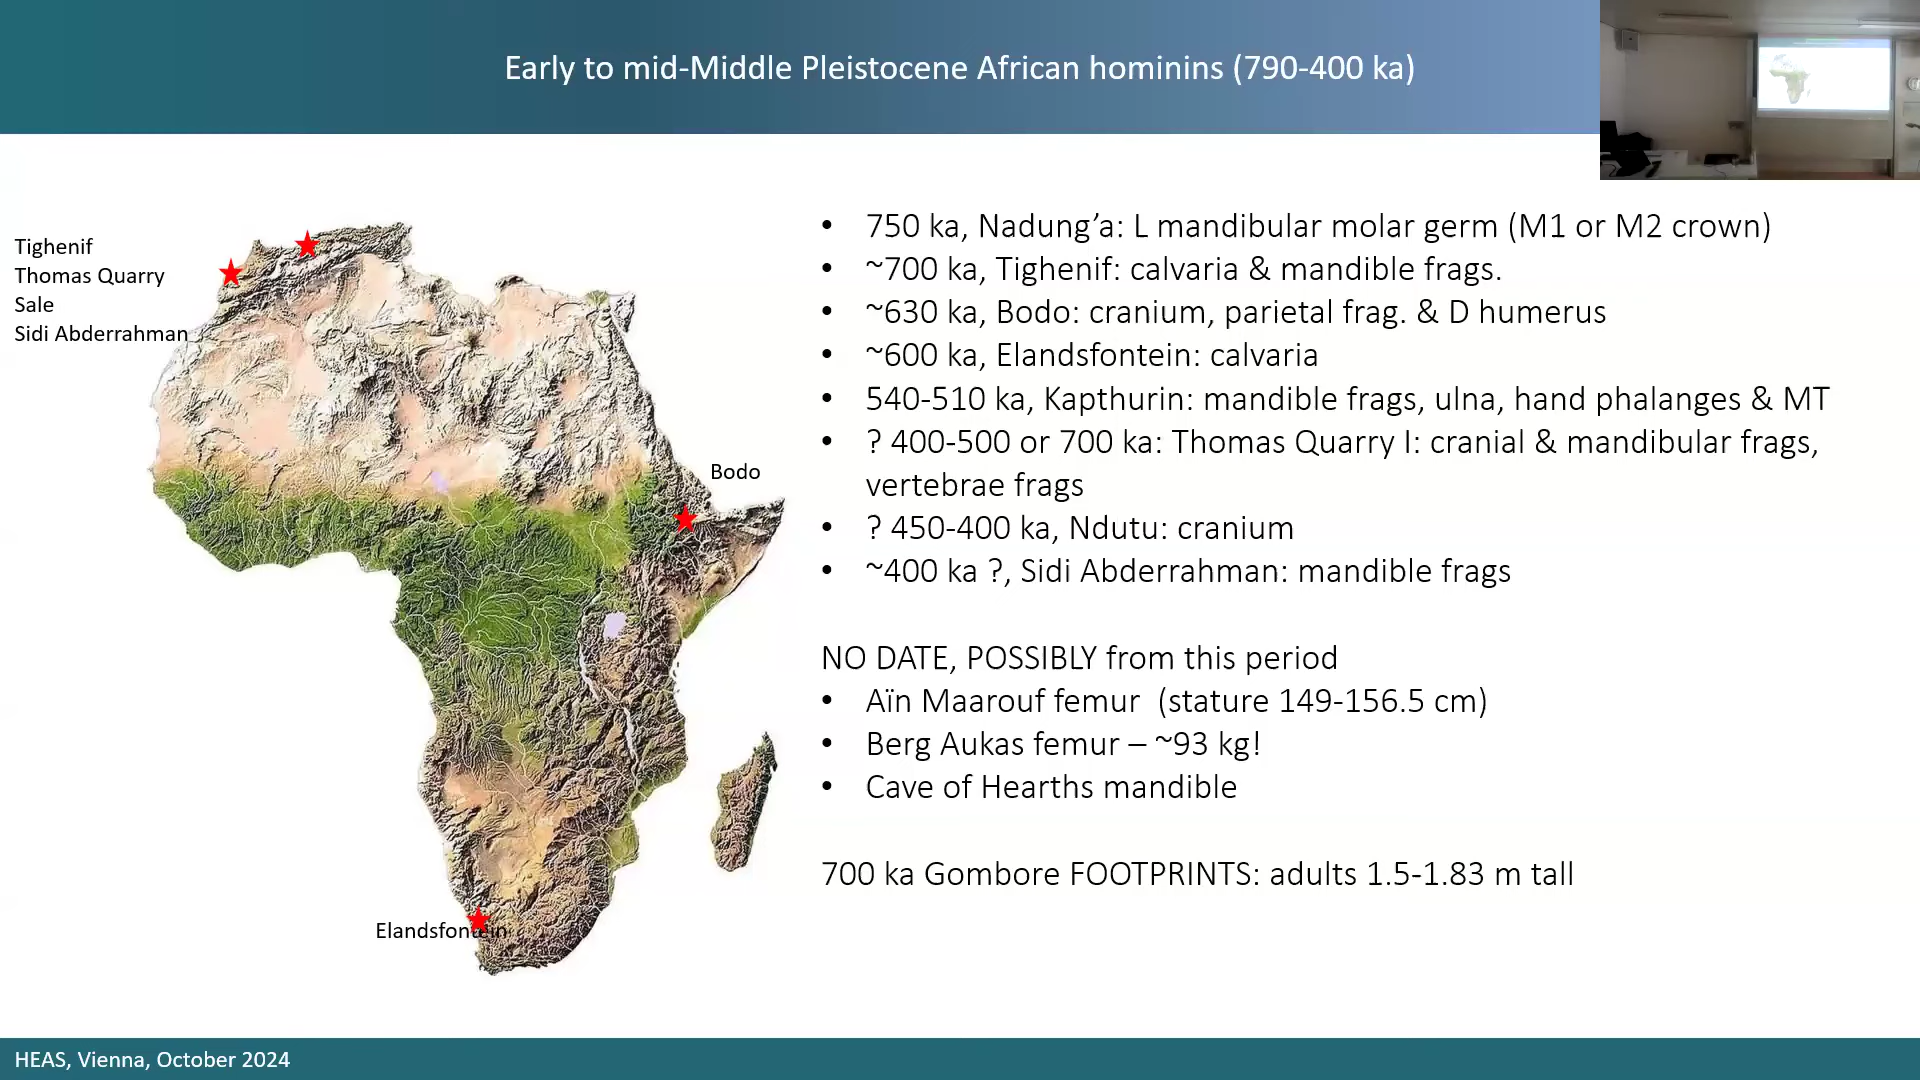 Early to mid-Middle Pleistocene African hominins (790-400 ka)
Tighenif
Thomas Quarry
Sale
Sidi Abderrahman
Bodo
Elandsfontein
• 750 ka, Nadung’a: L mandibular molar germ (M1 or M2 crown)
• ~700 ka, Tighenif: calvaria & mandible frags.
• ~630 ka, Bodo: cranium, parietal frag. & D humerus
• ~600 ka, Elandsfontein: calvaria
• 540-510 ka, Kapthurin: mandible frags, ulna, hand phalanges & MT
• ? 400-500 or 700 ka: Thomas Quarry I: cranial & mandibular frags,
vertebrae frags
• ? 450-400 ka, Ndutu: cranium
• ~400 ka ?, Sidi Abderrahman: mandible frags
NO DATE, POSSIBLY from this period
• Aïn Maarouf femur (stature 149-156.5 cm)
• Berg Aukas femur – ~93 kg!
• Cave of Hearths mandible
700 ka Gombore FOOTPRINTS: adults 1.5-1.83 m tall
HEAS, Vienna, October 2024